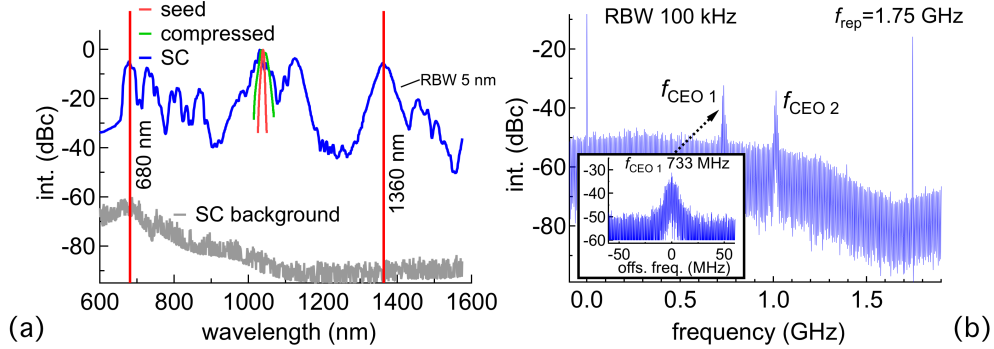 seed
compressed
SC
RBW 5 nm
680 nm
1360 nm
SC background
0
-20
-40
-60
-80
int. (dBc)
600 800 1000 1200 1400 1600
wavelength (nm)
(a)
RBW 100 kHz
f_rep=1.75 GHz
f_CEO 1
f_CEO 2
-20
-40
-60
-80
int. (dBc)
f_CEO 1 733 MHz
-30
-40
-50
-60
-50 0 50
offs. freq. (MHz)
0.0 0.5 1.0 1.5
frequency (GHz)
(b)